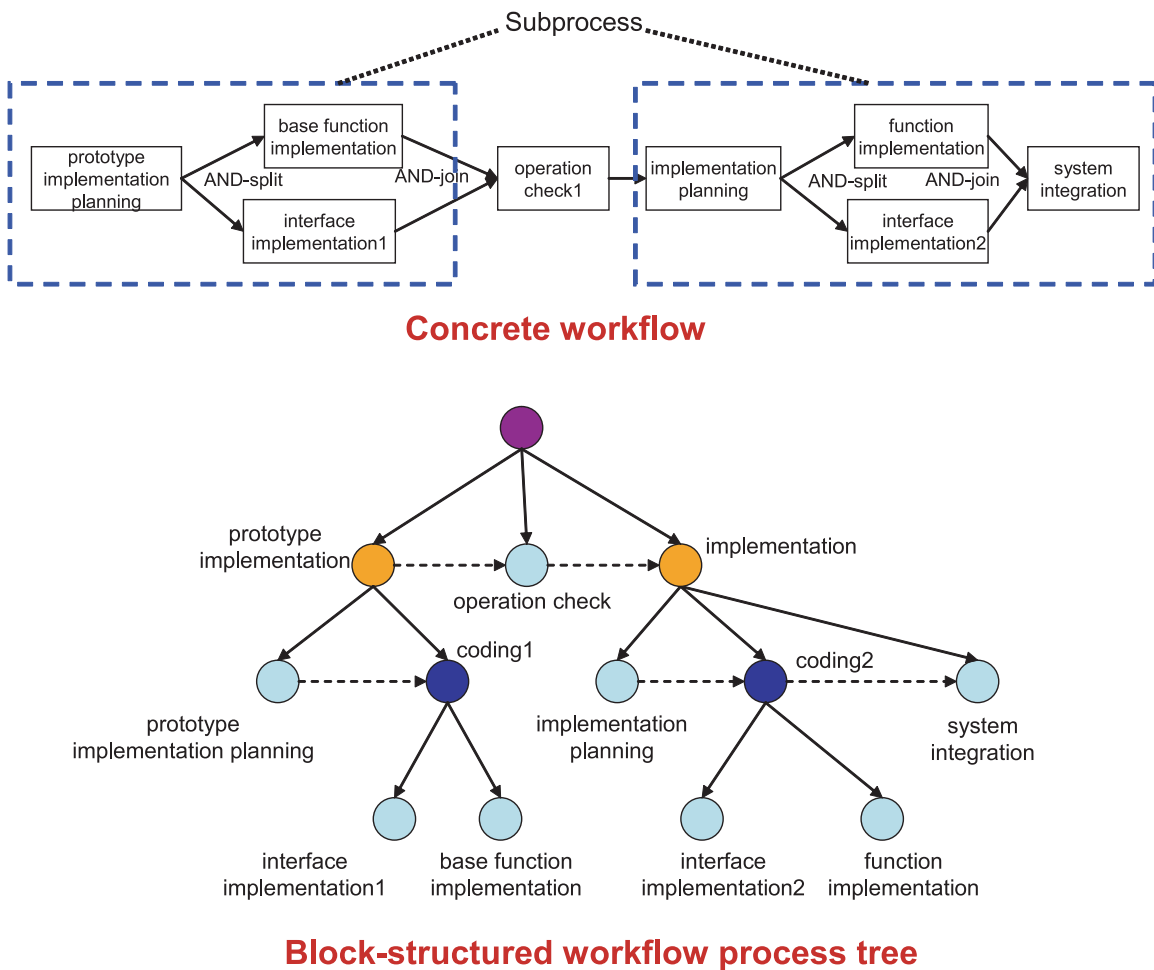 Subprocess
prototype
implementation
planning
AND-split
base function
implementation
interface
implementation1
AND-join
operation
check1
implementation
planning
AND-split
function
implementation
interface
implementation2
AND-join
system
integration
Concrete workflow
prototype
implementation
operation check
implementation
coding1
coding2
prototype
implementation planning
implementation
planning
system
integration
interface
implementation1
base function
implementation
interface
implementation2
function
implementation
Block-structured workflow process tree